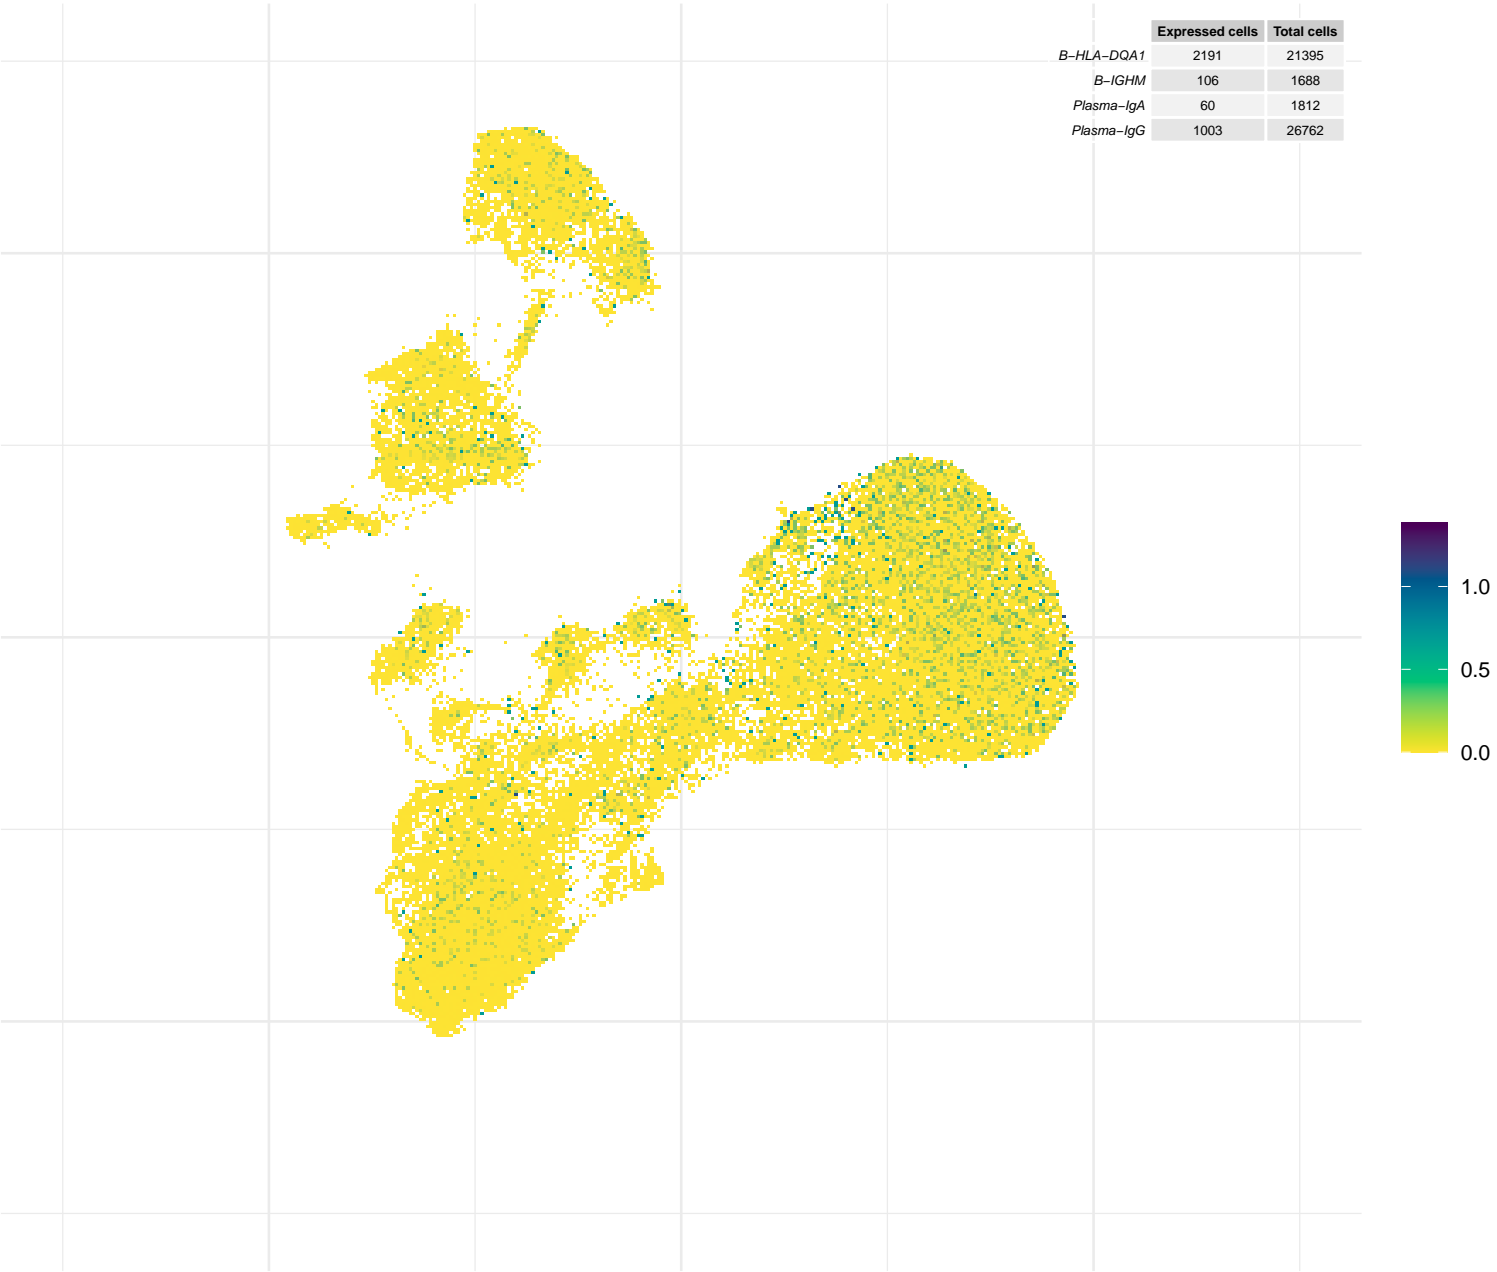 Expressed cells Total cells
B−HLA−DQA1 2191 21395
B−IGHM 106 1688
Plasma−IgA 60 1812
Plasma−IgG 1003 26762
1.0
0.5
0.0